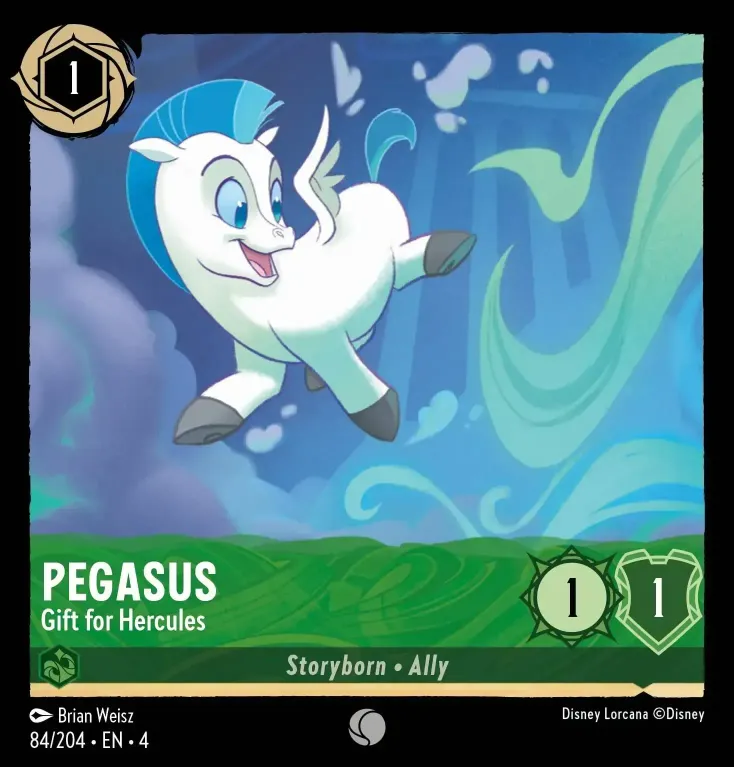 1
PEGASUS
Gift for Hercules
1 1
Storyborn • Ally
Brian Weisz
Disney Lorcana ©Disney
84/204 • EN • 4